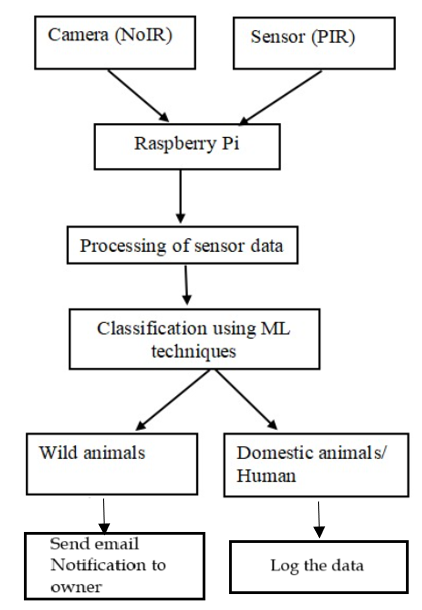 Camera (NoIR)
Sensor (PIR)
Raspberry Pi
Processing of sensor data
Classification using ML
techniques
Wild animals
Domestic animals/
Human
Send email
Notification to
owner
Log the data